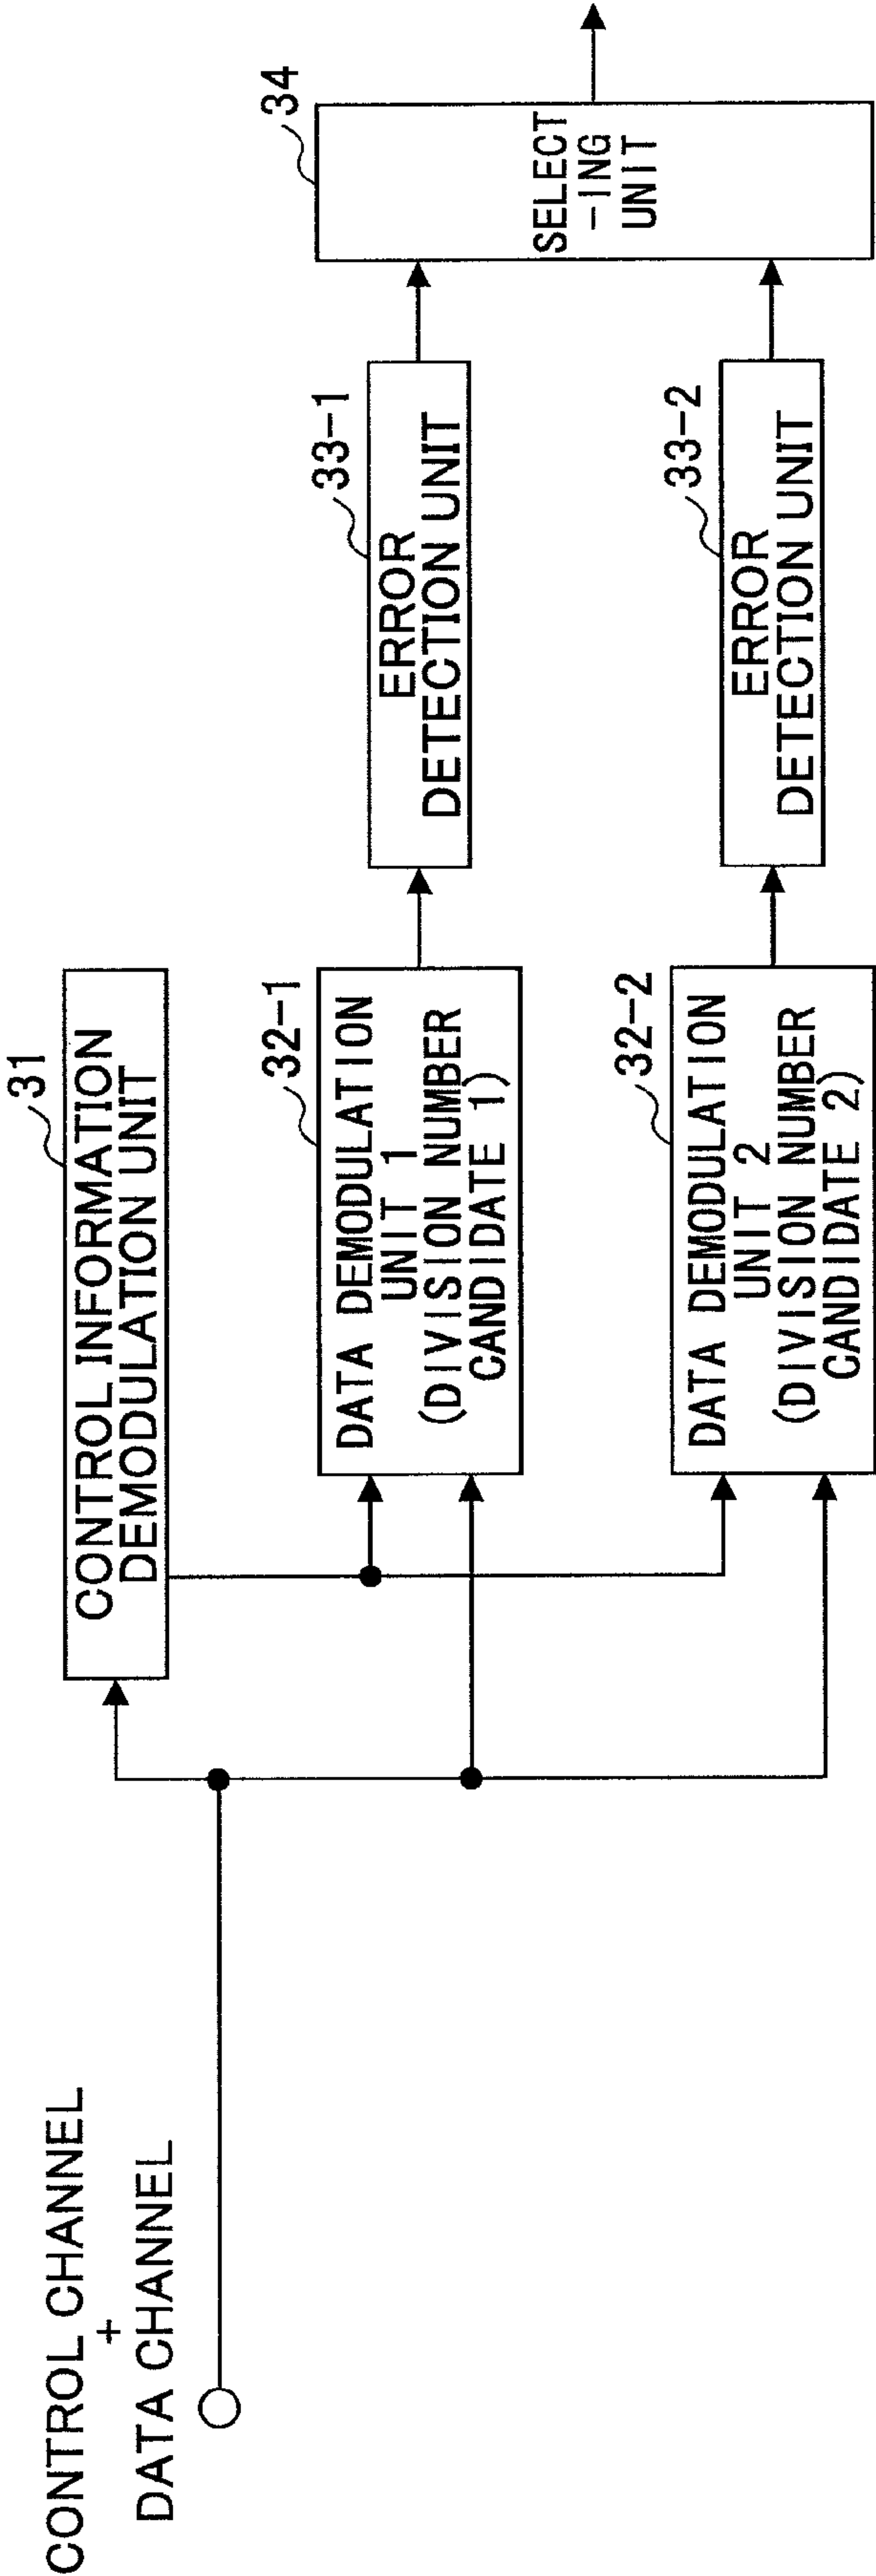 CONTROL CHANNEL
+
DATA CHANNEL
31
CONTROL INFORMATION
DEMODULATION UNIT
32-1
DATA DEMODULATION
UNIT 1
(DIVISION NUMBER
CANDIDATE 1)
33-1
ERROR
DETECTION UNIT
34
SELECT
-ING
UNIT
32-2
DATA DEMODULATION
UNIT 2
(DIVISION NUMBER
CANDIDATE 2)
33-2
ERROR
DETECTION UNIT